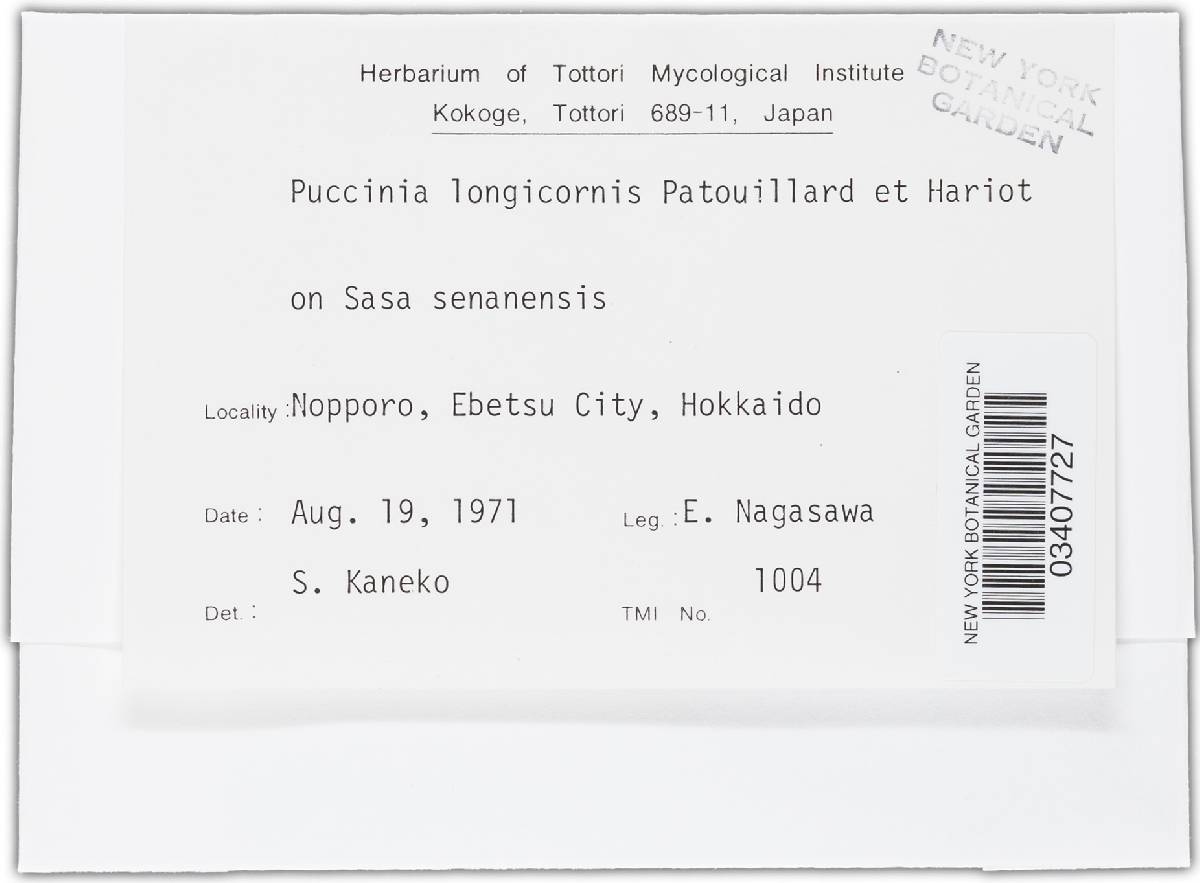 Herbarium of Tottori Mycological Institute
Kokoge, Tottori 689-11, Japan
NEW YORK
BOTANICAL
GARDEN
Puccinia longicornis Patouillard et Hariot
on Sasa senanensis
Locality : Nopporo, Ebetsu City, Hokkaido
Date : Aug. 19, 1971 Leg. : E. Nagasawa
Det. : S. Kaneko TMI No. 1004
NEW YORK BOTANICAL GARDEN
03407727